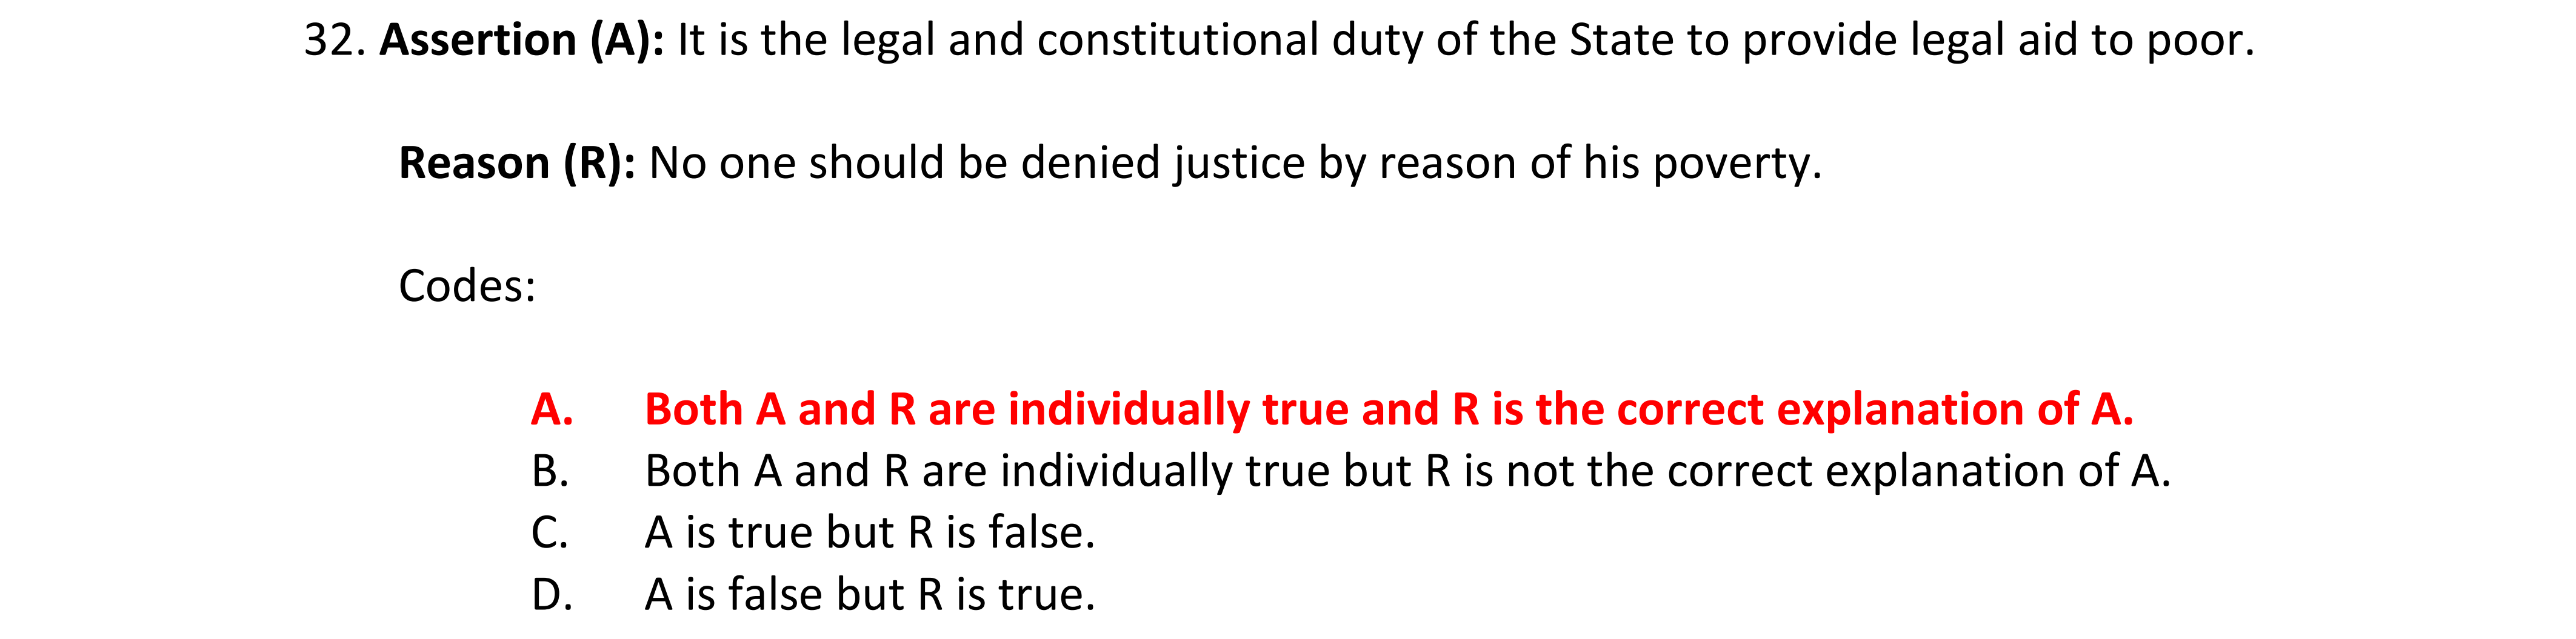 32. Assertion (A): It is the legal and constitutional duty of the State to provide legal aid to poor.
Reason (R): No one should be denied justice by reason of his poverty.
Codes:
A. Both A and R are individually true and R is the correct explanation of A.
B. Both A and R are individually true but R is not the correct explanation of A.
C. A is true but R is false.
D. A is false but R is true.